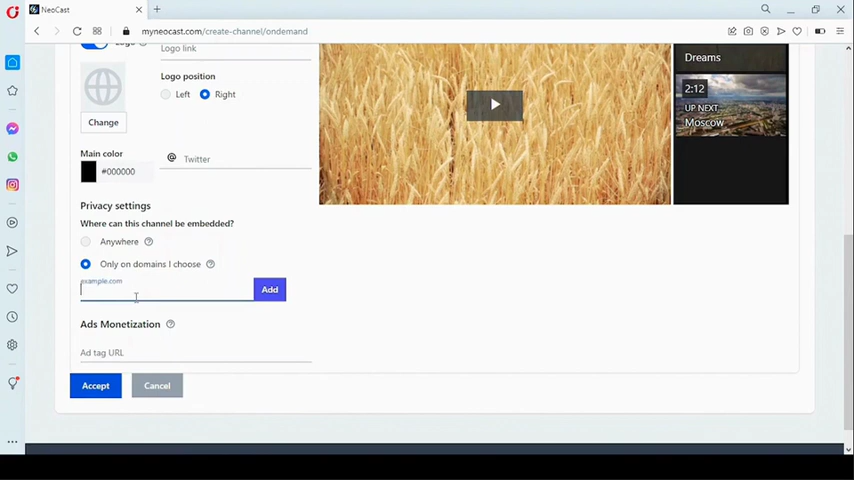 NeoCast
myneocast.com/create-channel/ondemand
Logo
Logo link
Logo position
Left
Right
Change
Main color
#000000
@ Twitter
Privacy settings
Where can this channel be embedded?
Anywhere ?
Only on domains I choose ?
example.com
Add
Ads Monetization ?
Ad tag URL
Accept
Cancel
Dreams
2:12
UP NEXT
Moscow